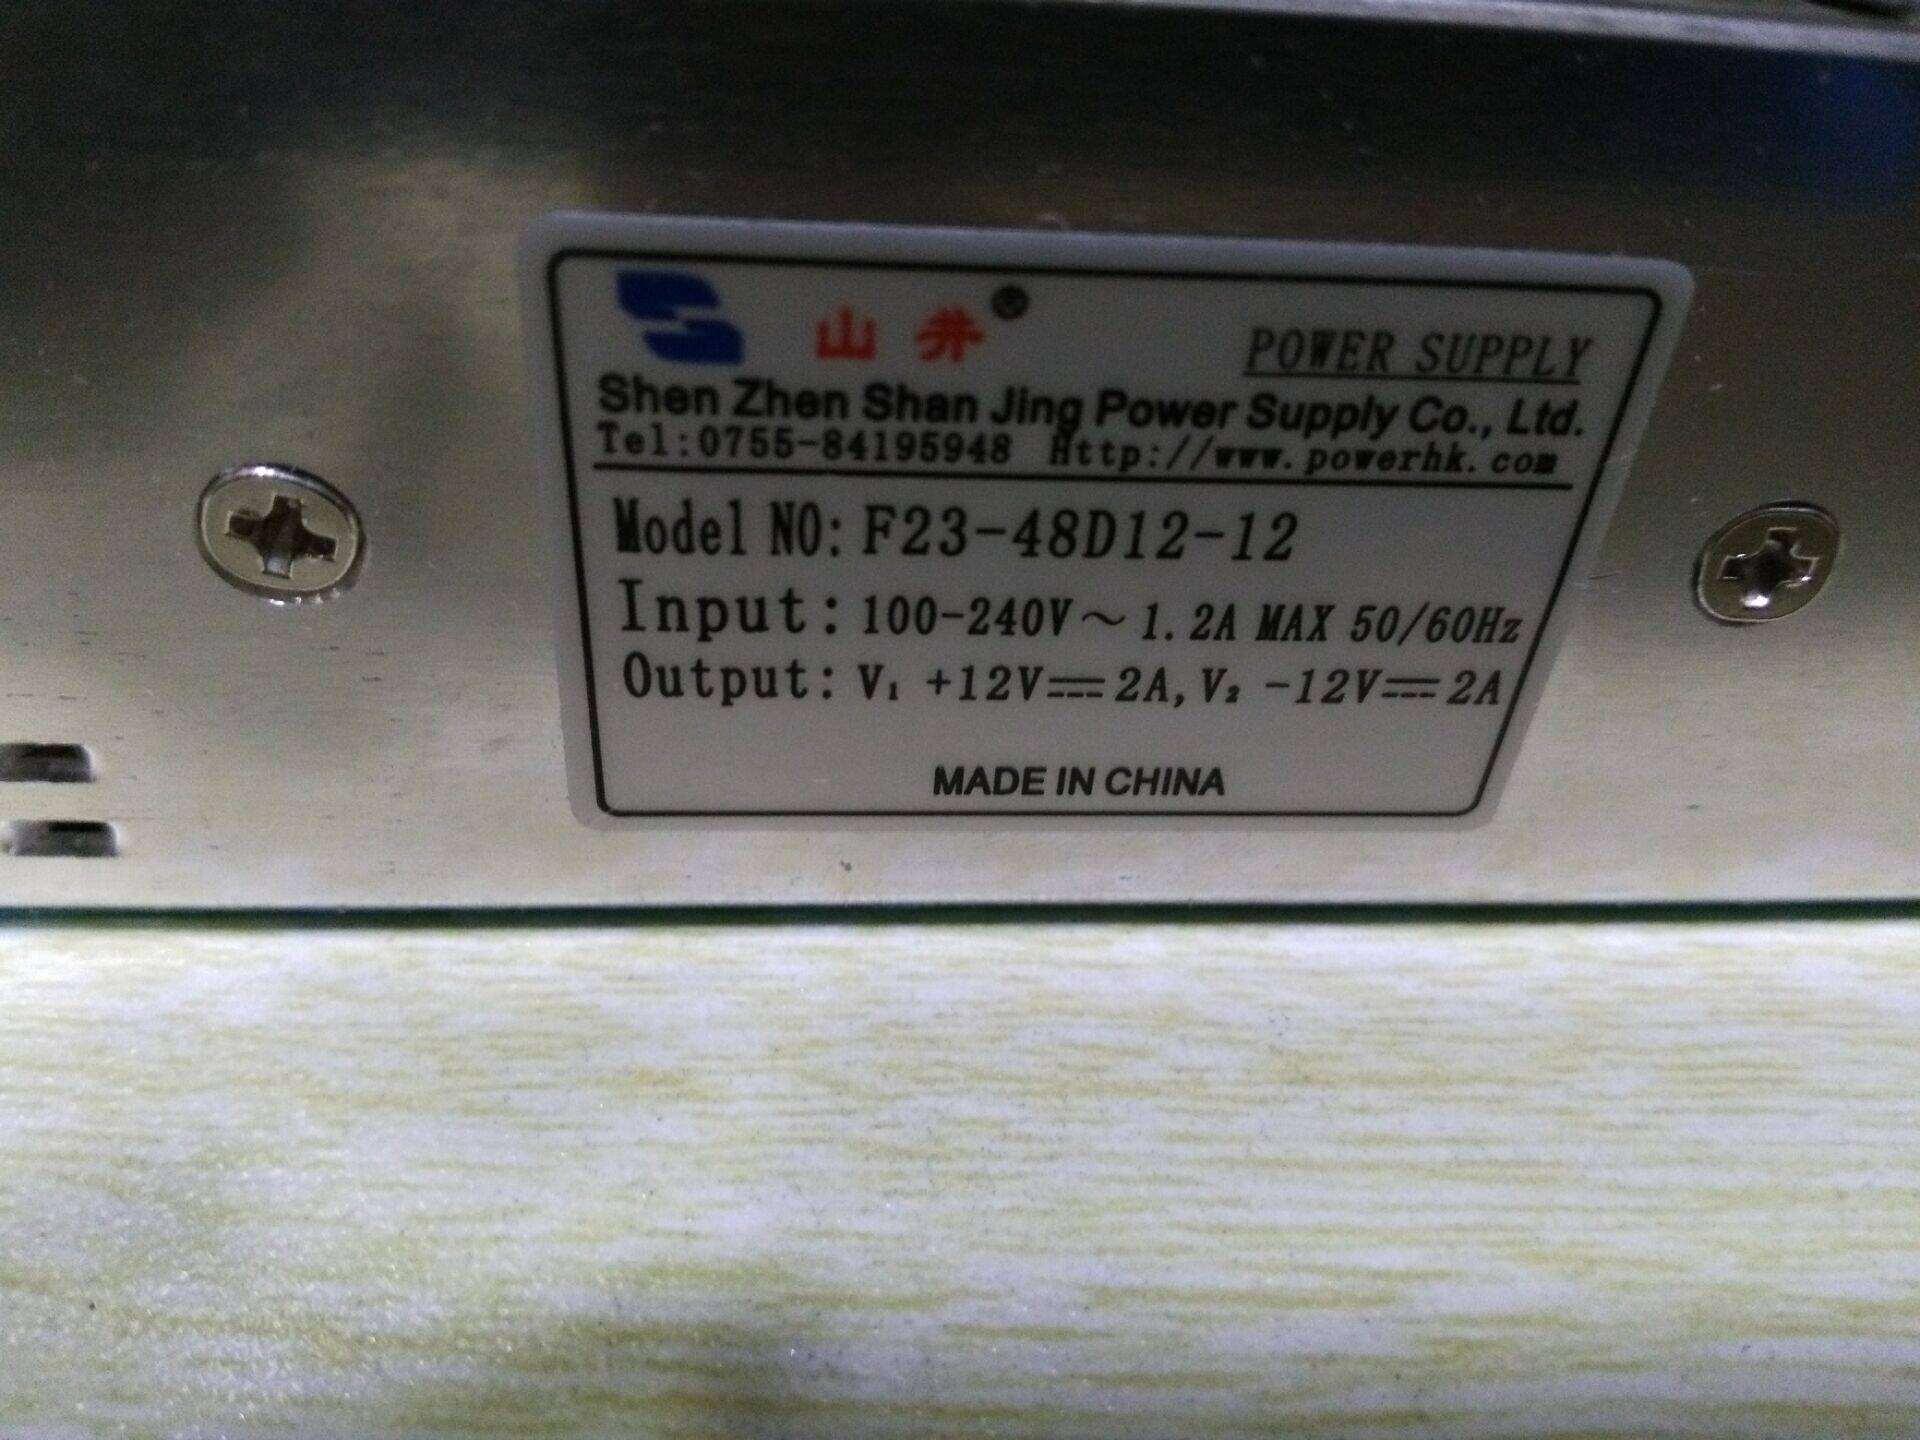 山井®
POWER SUPPLY
Shen Zhen Shan Jing Power Supply Co., Ltd.
Tel:0755-84195948 Http://www.powerhk.com
Model NO: F23-48D12-12
Input: 100-240V～ 1.2A MAX 50/60Hz
Output: V₁ +12V⎓2A, V₂ -12V⎓2A
MADE IN CHINA